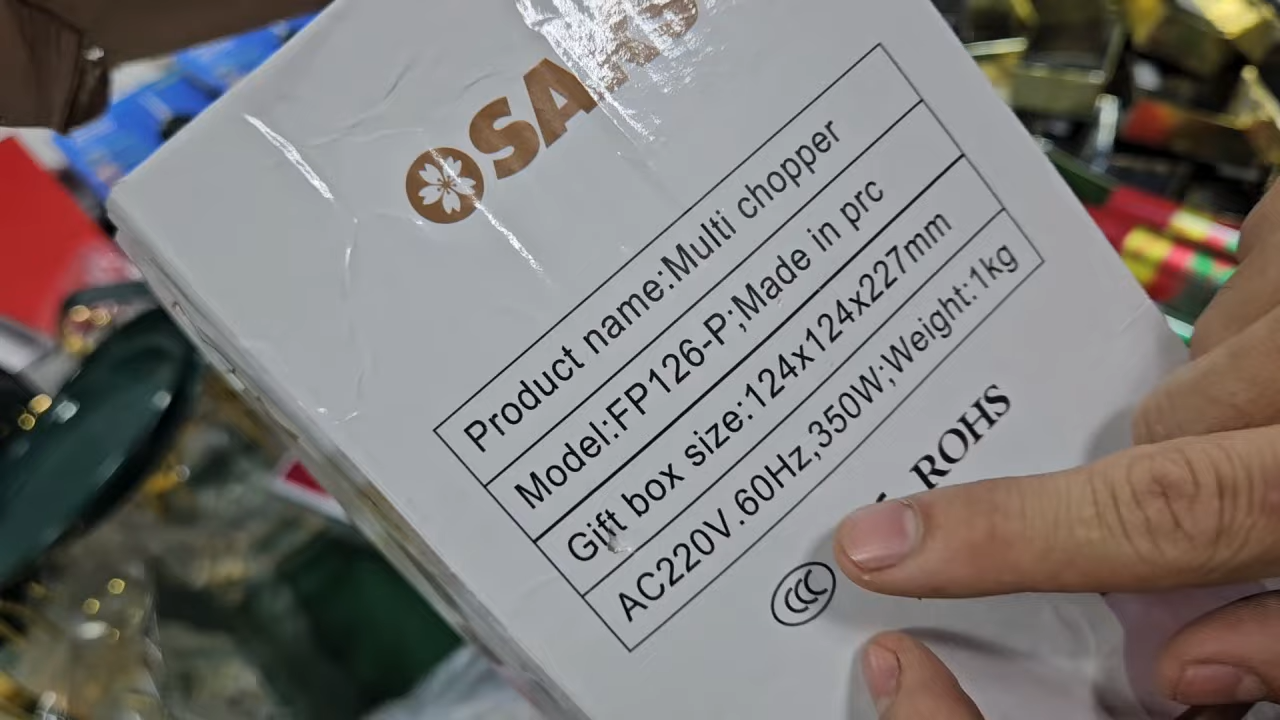 Product name:Multi chopper
Model:FP126-P;Made in prc
Gift box size:124x124x227mm
AC220V.60Hz,350W;Weight:1kg
ROHS
CCC